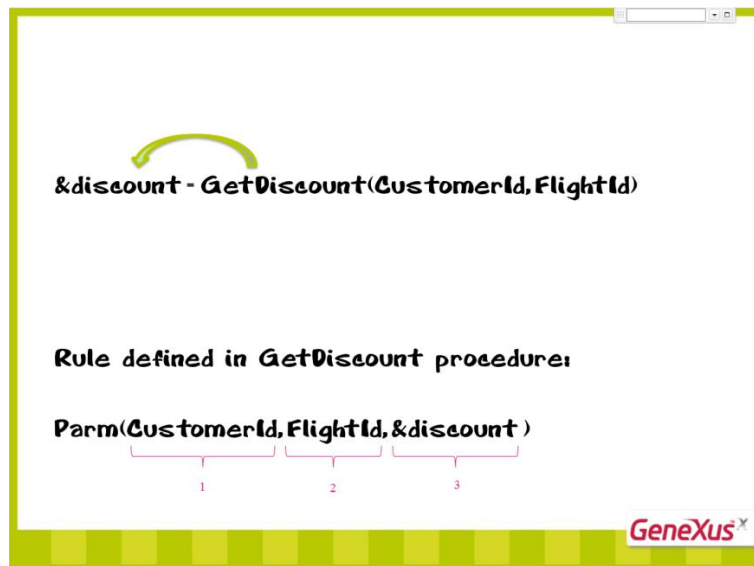 &discount = GetDiscount(CustomerId, FlightId)
Rule defined in GetDiscount procedure:
Parm(CustomerId, FlightId, &discount )
1 2 3
GeneXus X